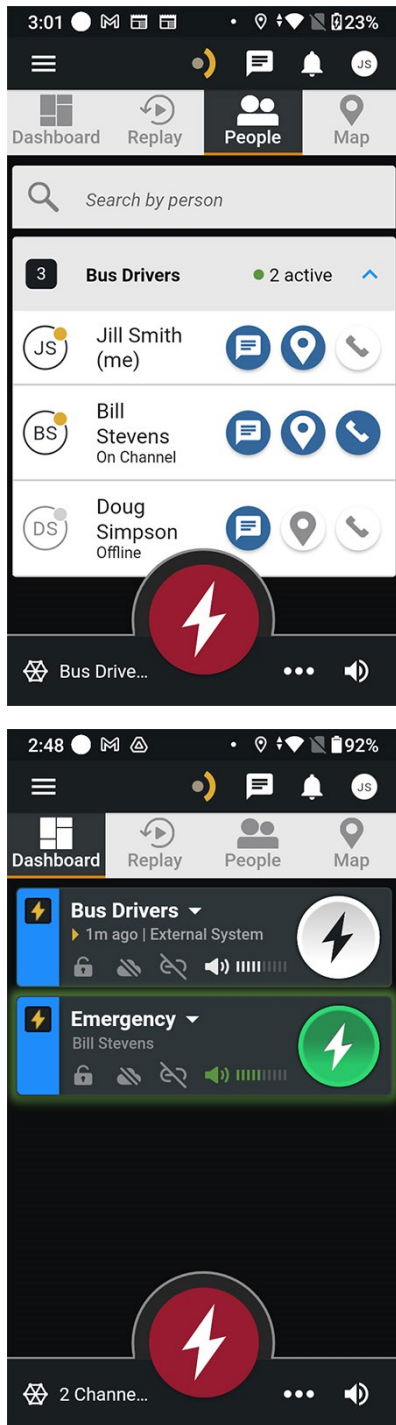 3:01 23%
JS
Dashboard Replay People Map
Search by person
3 Bus Drivers 2 active
JS Jill Smith
(me)
BS Bill
Stevens
On Channel
DS Doug
Simpson
Offline
Bus Drive...
2:48 92%
JS
Dashboard Replay People Map
Bus Drivers
1m ago | External System
Emergency
Bill Stevens
2 Channe...